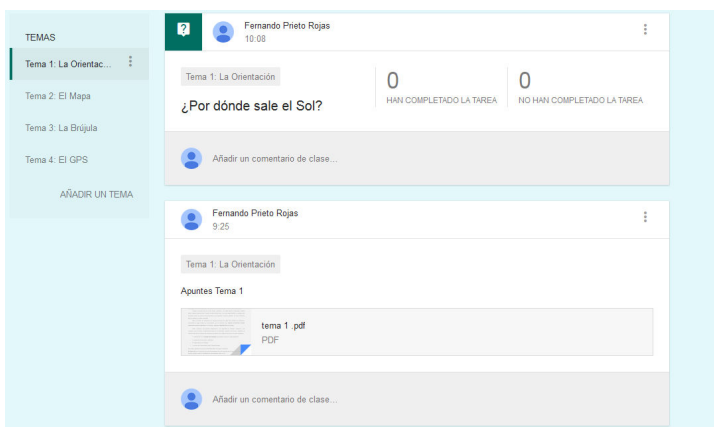 TEMAS
Tema 1: La Orientac...
Tema 2: El Mapa
Tema 3: La Brújula
Tema 4: El GPS
AÑADIR UN TEMA
Fernando Prieto Rojas
10:08
Tema 1: La Orientación
¿Por dónde sale el Sol?
0
HAN COMPLETADO LA TAREA
0
NO HAN COMPLETADO LA TAREA
Añadir un comentario de clase...
Fernando Prieto Rojas
9:25
Tema 1: La Orientación
Apuntes Tema 1
tema 1 .pdf
PDF
Añadir un comentario de clase...